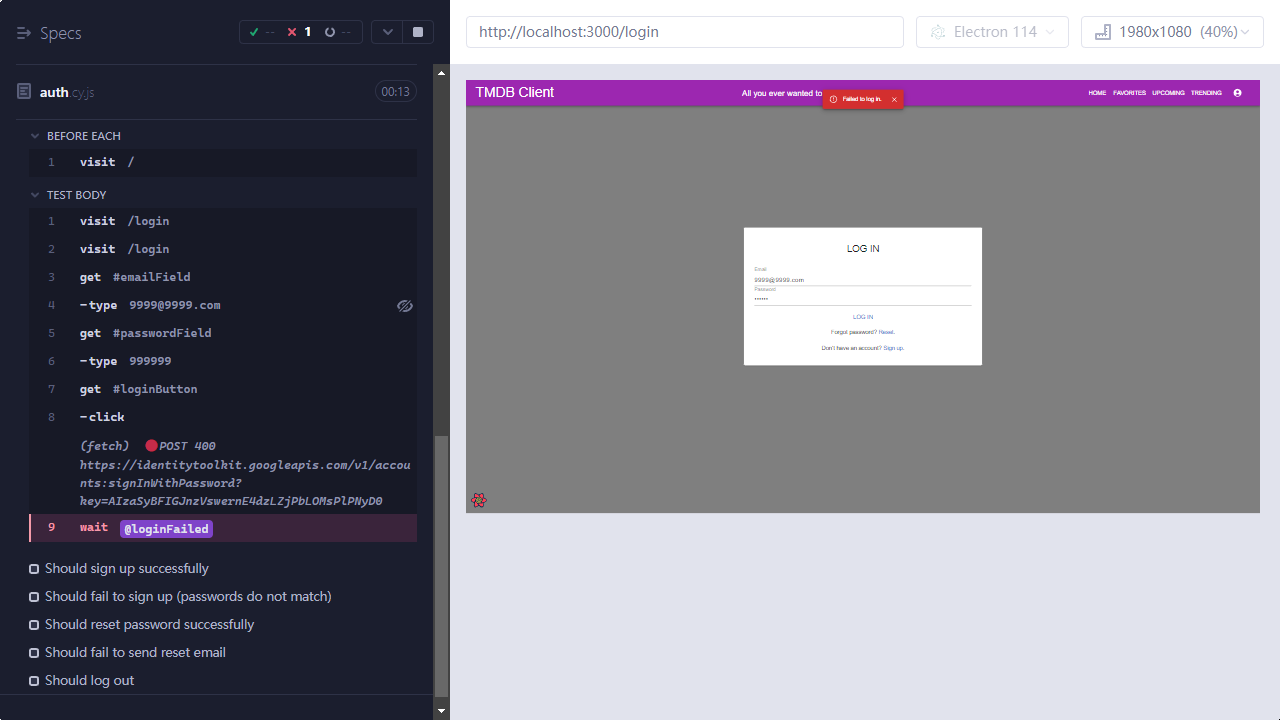 Specs
-- 1 --
auth.cy.js
00:13
BEFORE EACH
1 visit /
TEST BODY
1 visit /login
2 visit /login
3 get #emailField
4 -type 9999@9999.com
5 get #passwordField
6 -type 999999
7 get #loginButton
8 -click
(fetch) POST 400
https://identitytoolkit.googleapis.com/v1/accou
nts:signInWithPassword?
key=AIzaSyBFIGJnzVswernE4dzLZjPbLOMsPlPNyD0
9 wait @loginFailed
Should sign up successfully
Should fail to sign up (passwords do not match)
Should reset password successfully
Should fail to send reset email
Should log out
http://localhost:3000/login
Electron 114
1980x1080 (40%)
TMDB Client
All you ever wanted to
Failed to log in.
HOME FAVORITES UPCOMING TRENDING
LOG IN
Email
9999@9999.com
Password
••••••
LOG IN
Forgot password? Reset.
Don't have an account? Sign up.